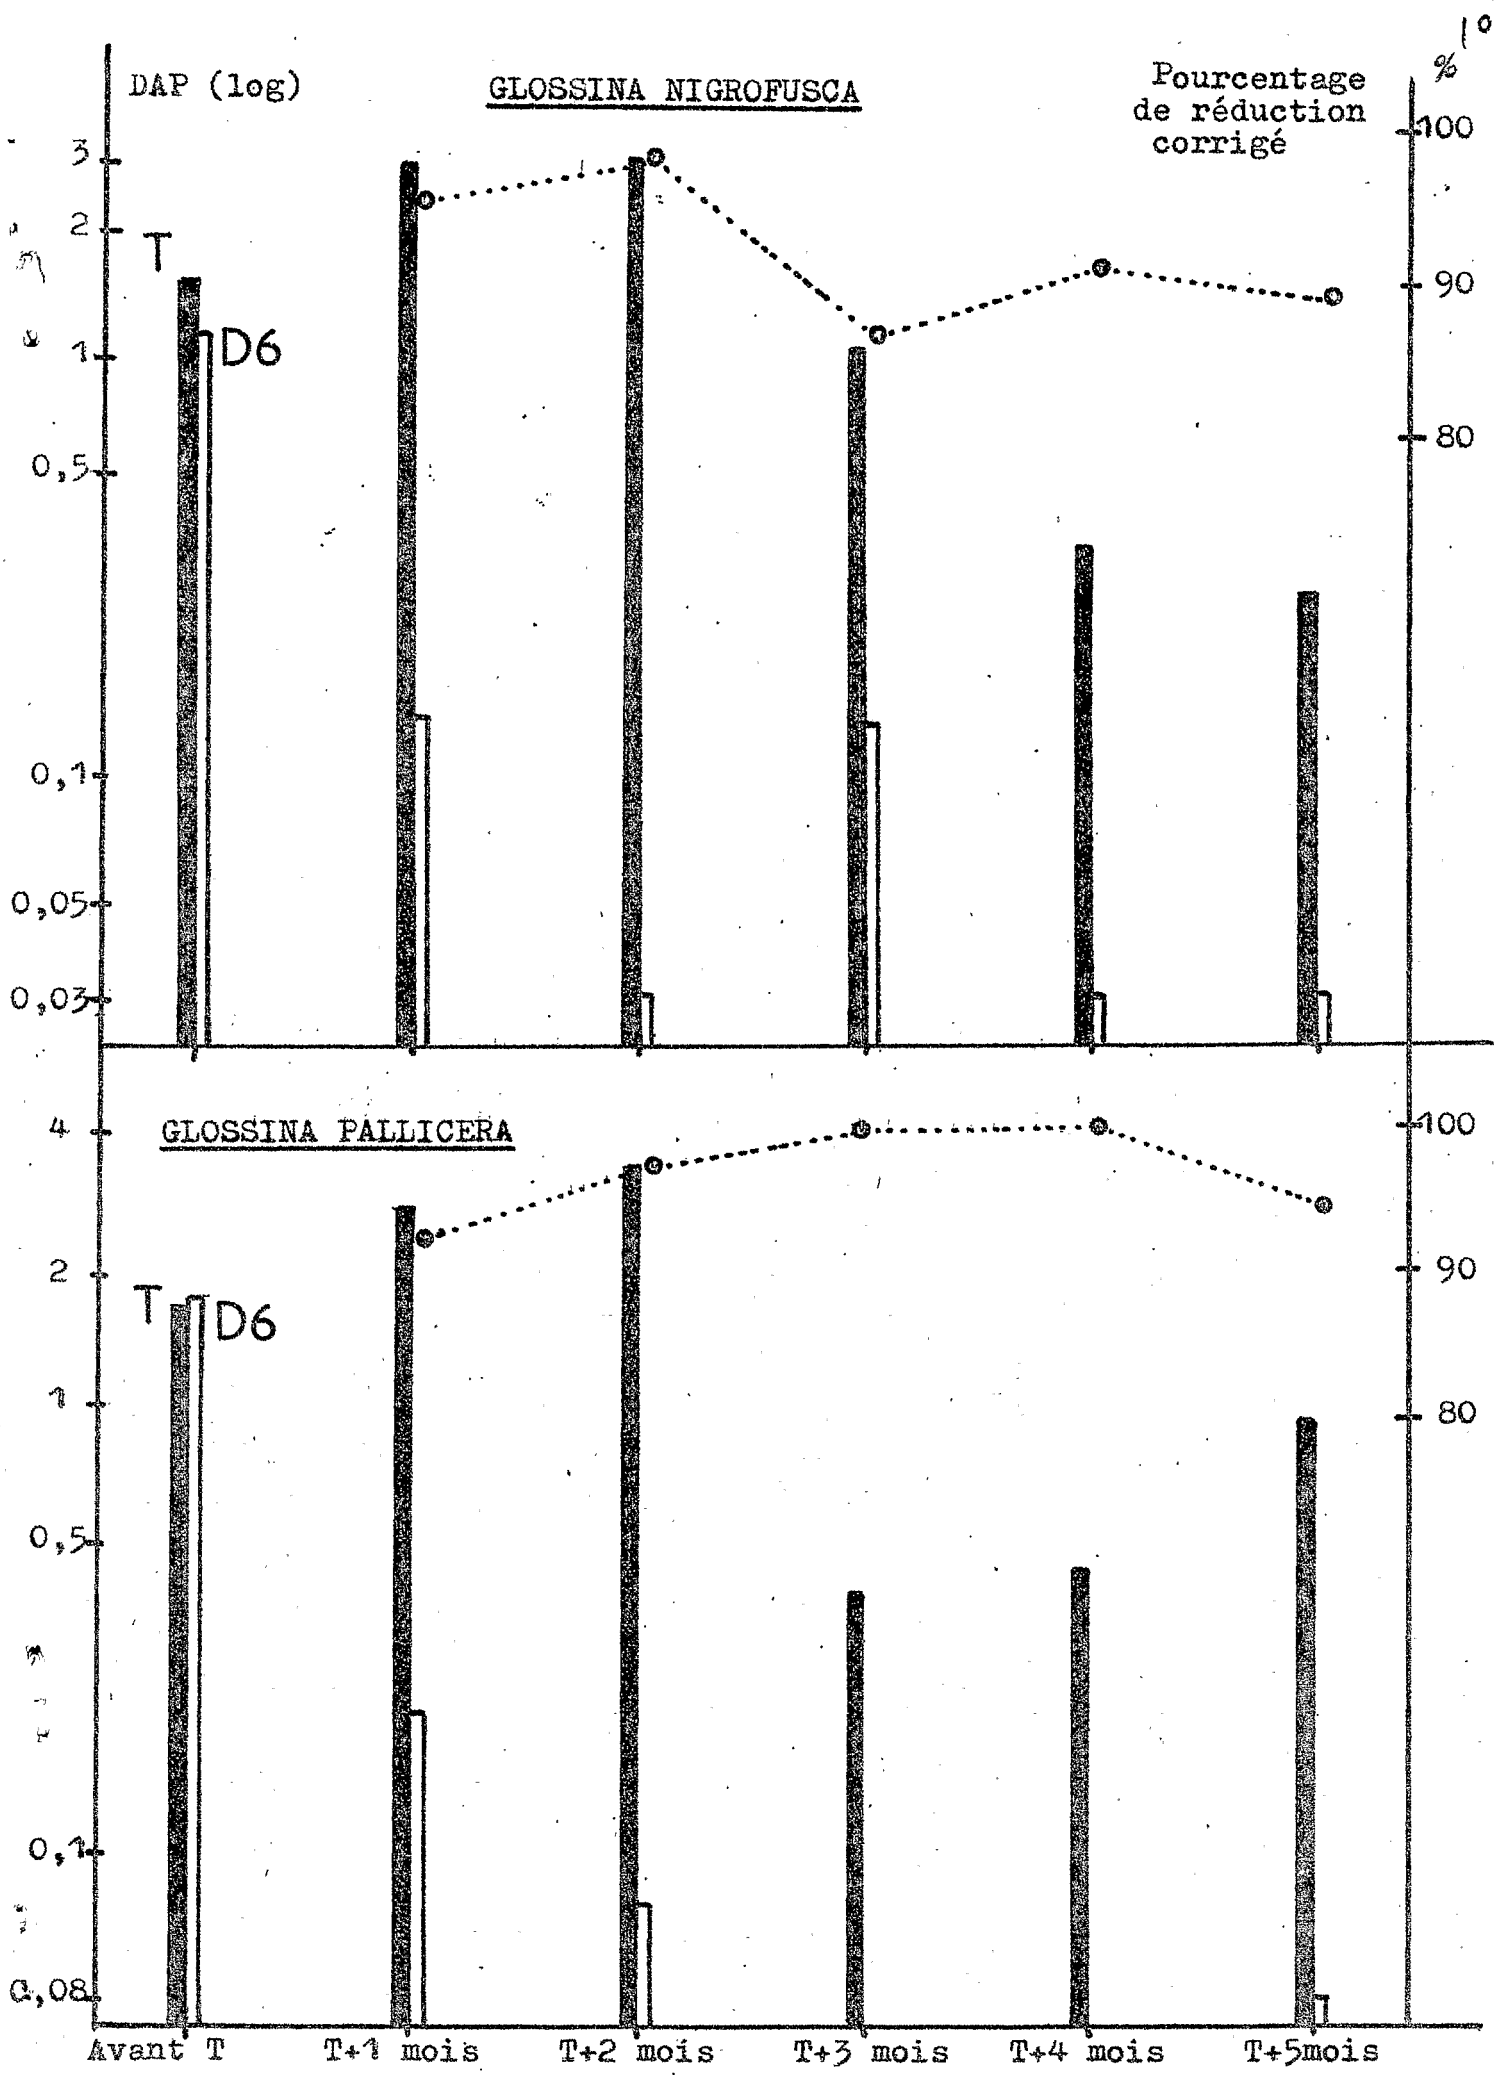 10
DAP (log)
GLOSSINA NIGROFUSCA
Pourcentage
de réduction
corrigé
%
100
90
80
3
2
1
0,5
0,1
0,05
0,03
T
D6
GLOSSINA PALLICERA
4
2
1
0,5
0,1
0,08
T
D6
100
90
80
Avant T
T+1 mois
T+2 mois
T+3 mois
T+4 mois
T+5mois